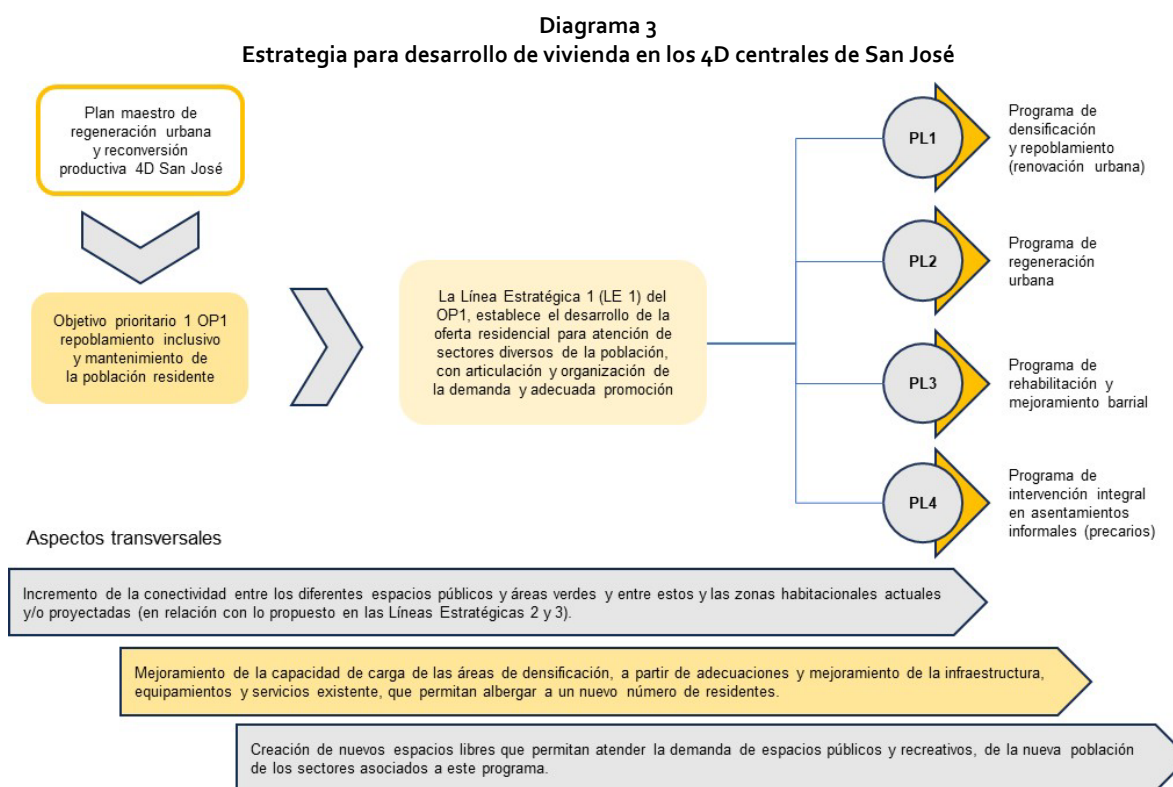 Diagrama 3
Estrategia para desarrollo de vivienda en los 4D centrales de San José
Plan maestro de
regeneración urbana
y reconversión
productiva 4D San José
Objetivo prioritario 1 OP1
repoblamiento inclusivo
y mantenimiento de
la población residente
La Línea Estratégica 1 (LE 1) del
OP1, establece el desarrollo de la
oferta residencial para atención de
sectores diversos de la población,
con articulación y organización de
la demanda y adecuada promoción
PL1
Programa de
densificación
y repoblamiento
(renovación urbana)
PL2
Programa de
regeneración
urbana
PL3
Programa de
rehabilitación y
mejoramiento barrial
PL4
Programa de
intervención integral
en asentamientos
informales (precarios)
Aspectos transversales
Incremento de la conectividad entre los diferentes espacios públicos y áreas verdes y entre estos y las zonas habitacionales actuales
y/o proyectadas (en relación con lo propuesto en las Líneas Estratégicas 2 y 3).
Mejoramiento de la capacidad de carga de las áreas de densificación, a partir de adecuaciones y mejoramiento de la infraestructura,
equipamientos y servicios existente, que permitan albergar a un nuevo número de residentes.
Creación de nuevos espacios libres que permitan atender la demanda de espacios públicos y recreativos, de la nueva población
de los sectores asociados a este programa.